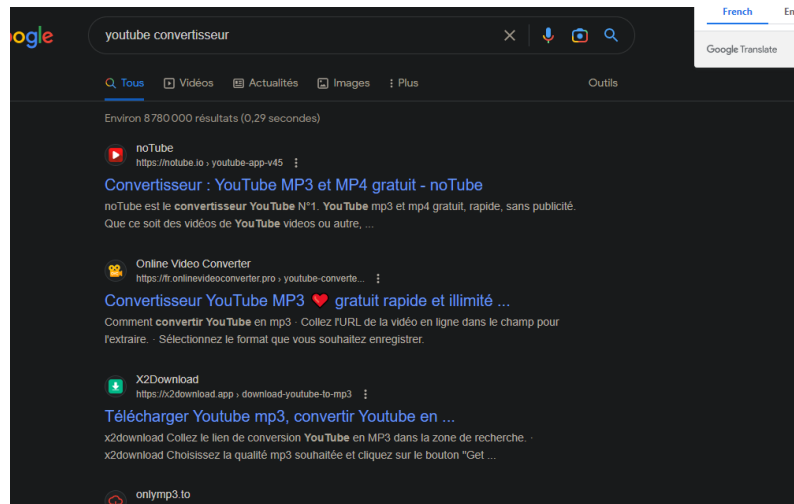 ogle
youtube convertisseur
French
En
Google Translate
Tous Vidéos Actualités Images Plus Outils
Environ 8 780 000 résultats (0,29 secondes)
noTube
https://notube.io › youtube-app-v45
Convertisseur : YouTube MP3 et MP4 gratuit - noTube
noTube est le convertisseur YouTube N°1. YouTube mp3 et mp4 gratuit, rapide, sans publicité.
Que ce soit des vidéos de YouTube videos ou autre, ...
Online Video Converter
https://fr.onlinevideoconverter.pro › youtube-converte...
Convertisseur YouTube MP3 ❤️ gratuit rapide et illimité ...
Comment convertir YouTube en mp3 · Collez l'URL de la vidéo en ligne dans le champ pour
l'extraire. · Sélectionnez le format que vous souhaitez enregistrer.
X2Download
https://x2download.app › download-youtube-to-mp3
Télécharger Youtube mp3, convertir Youtube en ...
x2download Collez le lien de conversion YouTube en MP3 dans la zone de recherche. ·
x2download Choisissez la qualité mp3 souhaitée et cliquez sur le bouton "Get ...
onlymp3.to